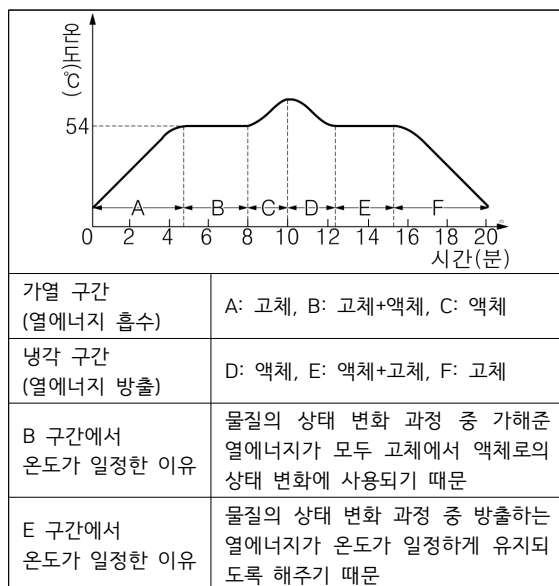 온도(℃)
54
A B C D E F
0 2 4 6 8 10 12 14 16 18 20
시간(분)
가열 구간
(열에너지 흡수)
A: 고체, B: 고체+액체, C: 액체
냉각 구간
(열에너지 방출)
D: 액체, E: 액체+고체, F: 고체
B 구간에서
온도가 일정한 이유
물질의 상태 변화 과정 중 가해준
열에너지가 모두 고체에서 액체로의
상태 변화에 사용되기 때문
E 구간에서
온도가 일정한 이유
물질의 상태 변화 과정 중 방출하는
열에너지가 온도가 일정하게 유지되
도록 해주기 때문